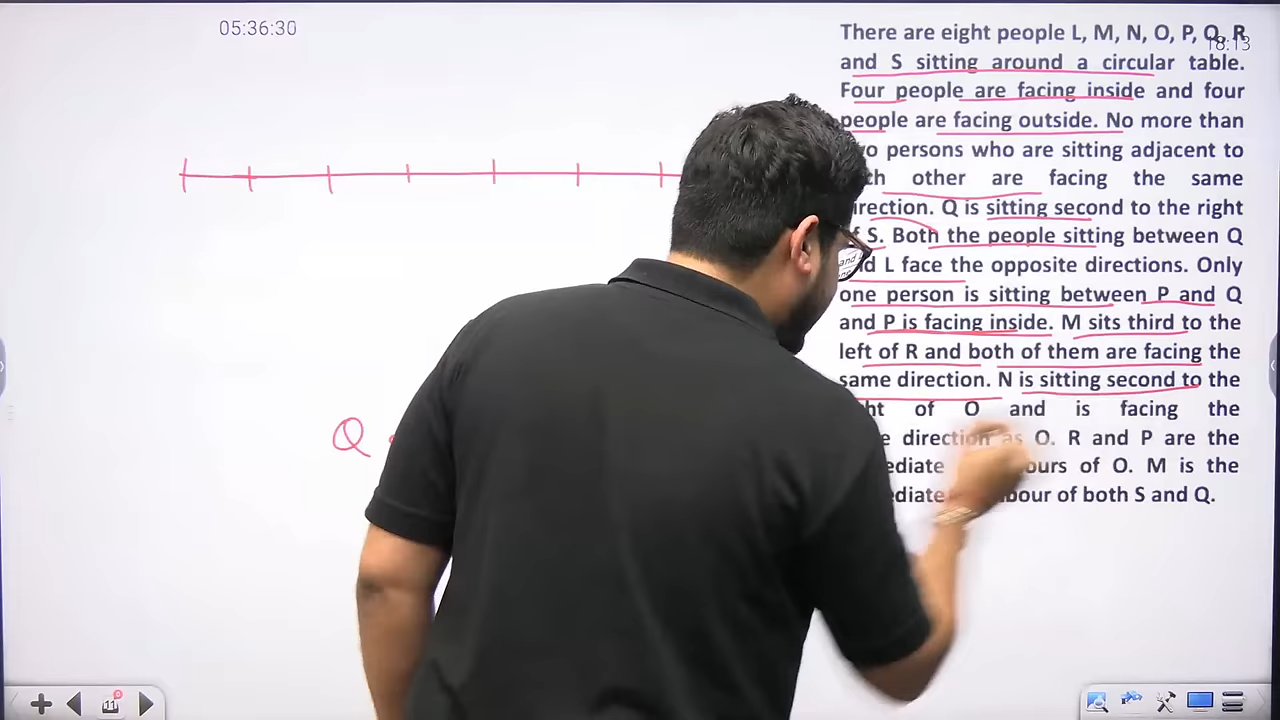 05:36:30
There are eight people L, M, N, O, P, Q, R
18:13
and S sitting around a circular table.
Four people are facing inside and four
people are facing outside. No more than
persons who are sitting adjacent to
other are facing the same
direction. Q is sitting second to the right
S. Both the people sitting between Q
L face the opposite directions. Only
one person is sitting between P and Q
and P is facing inside. M sits third to the
left of R and both of them are facing the
same direction. N is sitting second to the
of O and is facing the
direction as O. R and P are the
of O. M is the
of both S and Q.
Q
11